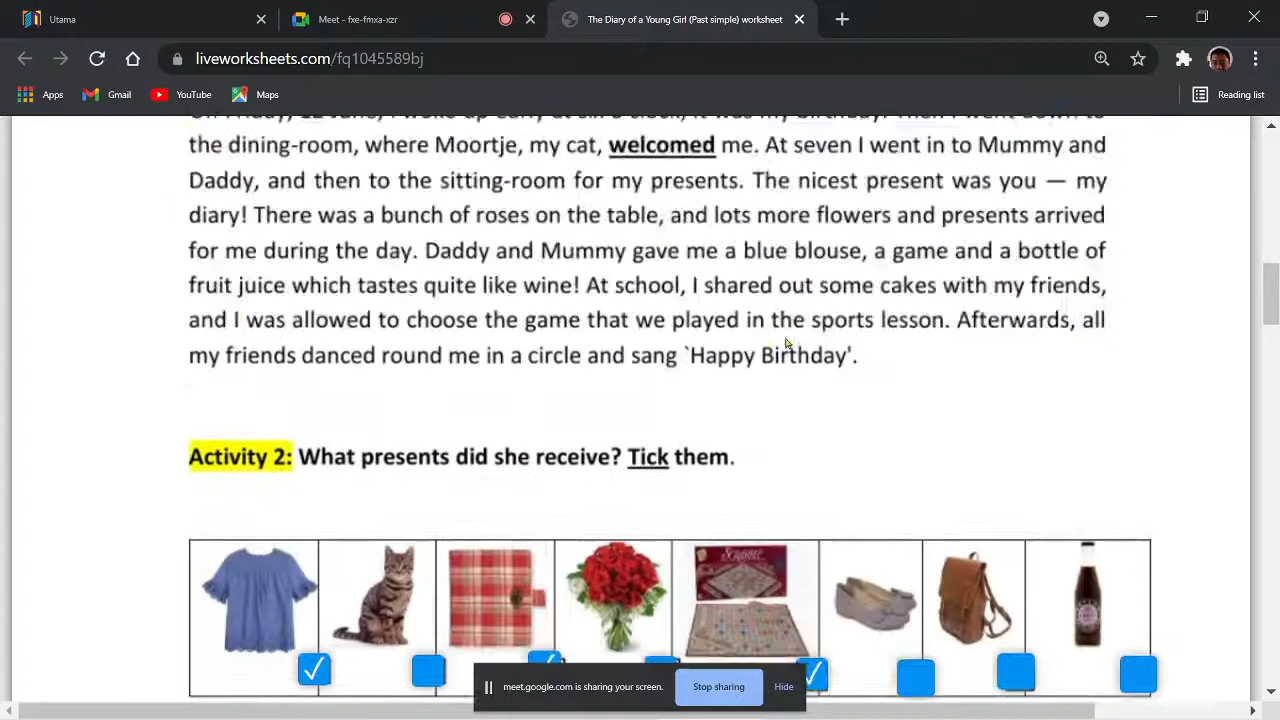 Utama
Meet - fxe-fmxa-xzr
The Diary of a Young Girl (Past simple) worksheet
liveworksheets.com/fq1045589bj
Apps
Gmail
YouTube
Maps
Reading list
the dining-room, where Moortje, my cat, welcomed me. At seven I went in to Mummy and
Daddy, and then to the sitting-room for my presents. The nicest present was you — my
diary! There was a bunch of roses on the table, and lots more flowers and presents arrived
for me during the day. Daddy and Mummy gave me a blue blouse, a game and a bottle of
fruit juice which tastes quite like wine! At school, I shared out some cakes with my friends,
and I was allowed to choose the game that we played in the sports lesson. Afterwards, all
my friends danced round me in a circle and sang `Happy Birthday'.
Activity 2: What presents did she receive? Tick them.
SCRABBLE
meet.google.com is sharing your screen.
Stop sharing
Hide